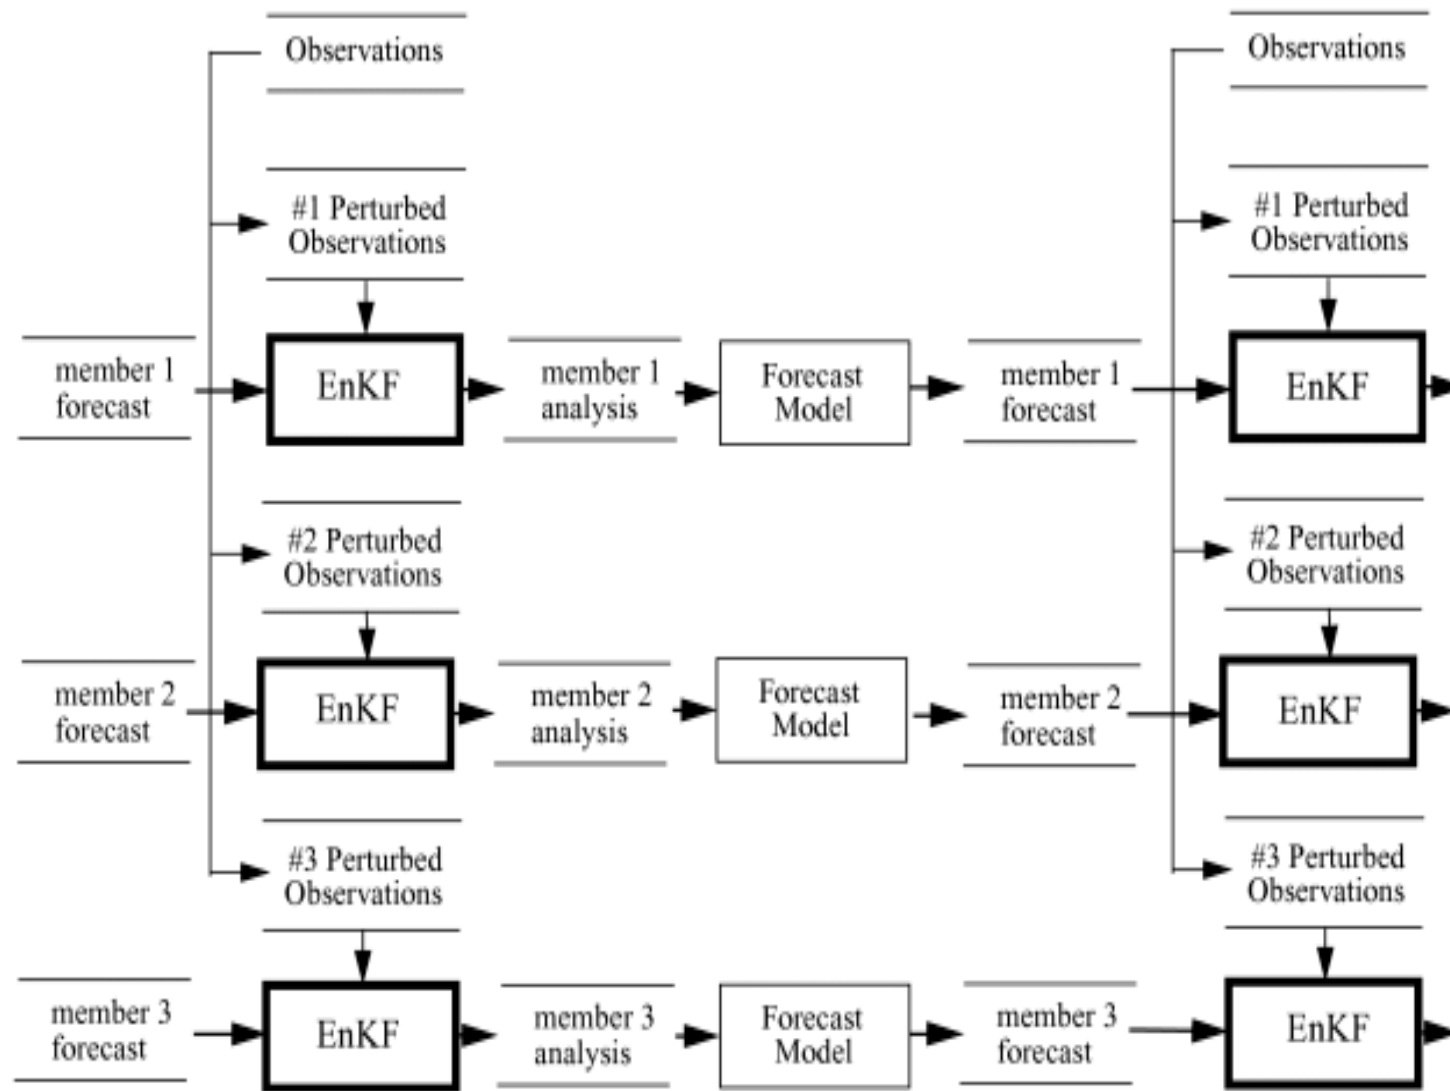 Observations
Observations
#1 Perturbed
Observations
#1 Perturbed
Observations
member 1
forecast
EnKF
member 1
analysis
Forecast
Model
member 1
forecast
EnKF
#2 Perturbed
Observations
#2 Perturbed
Observations
member 2
forecast
EnKF
member 2
analysis
Forecast
Model
member 2
forecast
EnKF
#3 Perturbed
Observations
#3 Perturbed
Observations
member 3
forecast
EnKF
member 3
analysis
Forecast
Model
member 3
forecast
EnKF